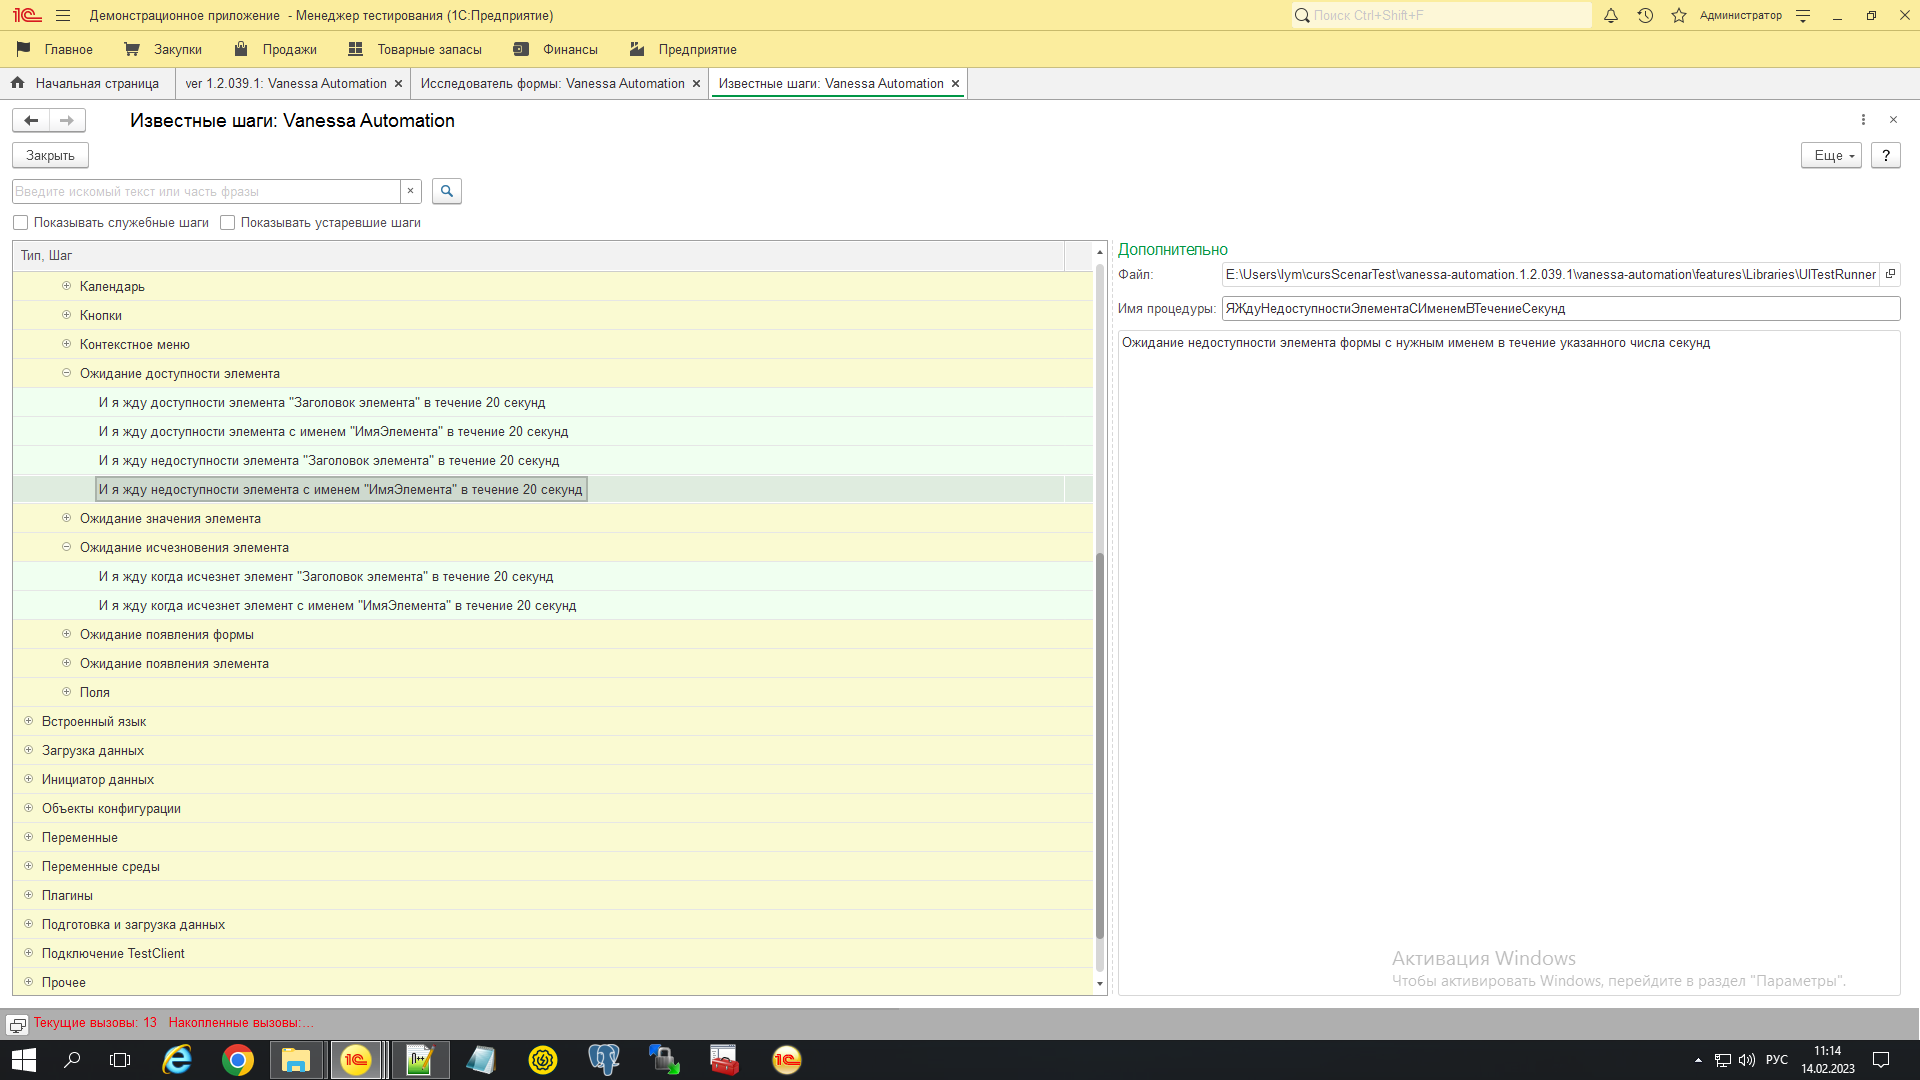 Демонстрационное приложение - Менеджер тестирования (1С:Предприятие)
Поиск Ctrl+Shift+F
Администратор
Главное
Закупки
Продажи
Товарные запасы
Финансы
Предприятие
Начальная страница
ver 1.2.039.1: Vanessa Automation
Исследователь формы: Vanessa Automation
Известные шаги: Vanessa Automation
Известные шаги: Vanessa Automation
Закрыть
Еще
?
Введите искомый текст или часть фразы
Показывать служебные шаги
Показывать устаревшие шаги
Тип, Шаг
Календарь
Кнопки
Контекстное меню
Ожидание доступности элемента
И я жду доступности элемента "Заголовок элемента" в течение 20 секунд
И я жду доступности элемента с именем "ИмяЭлемента" в течение 20 секунд
И я жду недоступности элемента "Заголовок элемента" в течение 20 секунд
И я жду недоступности элемента с именем "ИмяЭлемента" в течение 20 секунд
Ожидание значения элемента
Ожидание исчезновения элемента
И я жду когда исчезнет элемент "Заголовок элемента" в течение 20 секунд
И я жду когда исчезнет элемент с именем "ИмяЭлемента" в течение 20 секунд
Ожидание появления формы
Ожидание появления элемента
Поля
Встроенный язык
Загрузка данных
Инициатор данных
Объекты конфигурации
Переменные
Переменные среды
Плагины
Подготовка и загрузка данных
Подключение TestClient
Прочее
Дополнительно
Файл: E:\Users\lym\cursScenarTest\vanessa-automation.1.2.039.1\vanessa-automation\features\Libraries\UITestRunner
Имя процедуры: ЯЖдуНедоступностиЭлементаСИменемВТечениеСекунд
Ожидание недоступности элемента формы с нужным именем в течение указанного числа секунд
Активация Windows
Чтобы активировать Windows, перейдите в раздел "Параметры".
Текущие вызовы: 13 Накопленные вызовы:...
РУС
11:14
14.02.2023